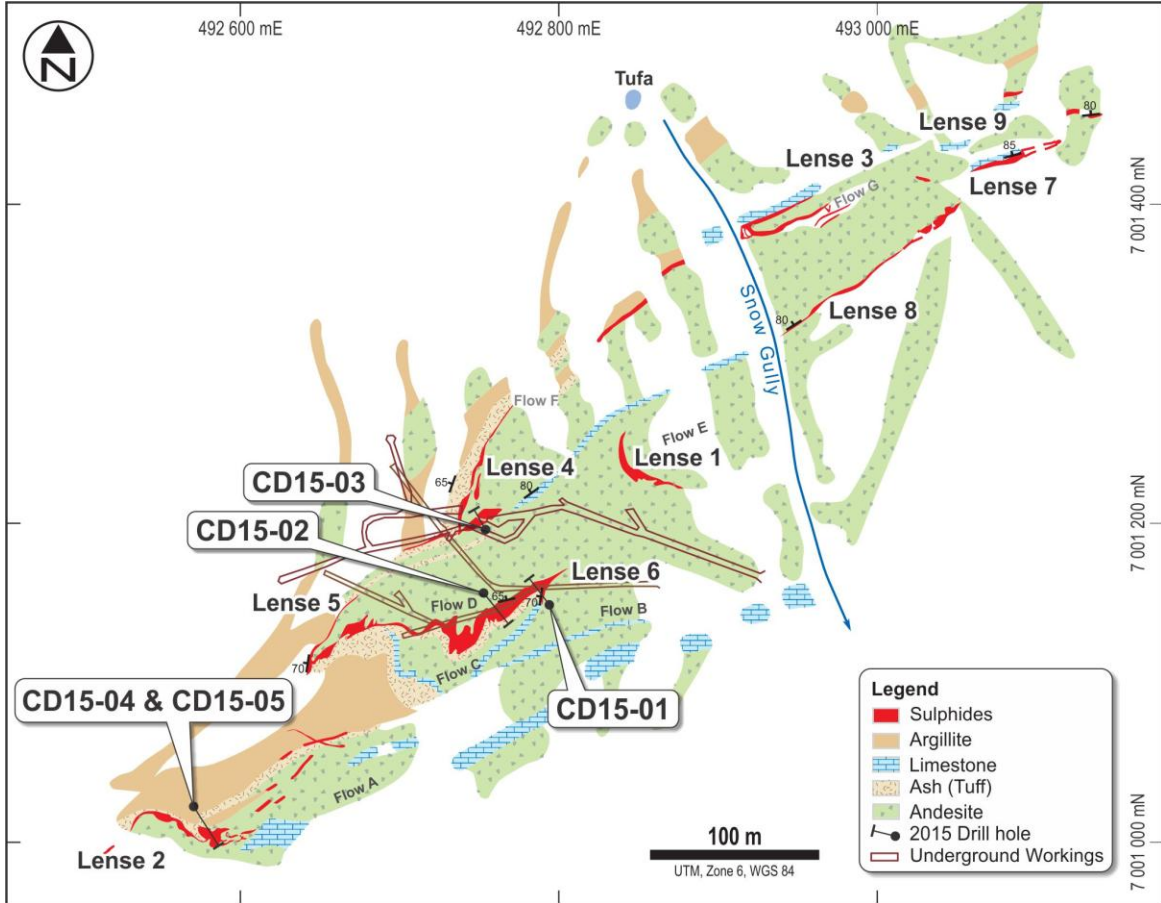 492 600 mE
492 800 mE
493 000 mE
N
Tufa
80
Lense 9
85
Lense 3
Lense 7
Flow G
7 001 400 mN
Snow Gully
80
Lense 8
Flow F
Flow E
Lense 1
65
Lense 4
80
CD15-03
CD15-02
7 001 200 mN
Lense 6
Lense 5
65
70
Flow D
Flow B
70
Flow C
CD15-04 & CD15-05
CD15-01
Flow A
Lense 2
100 m
UTM, Zone 6, WGS 84
7 001 000 mN
Legend
Sulphides
Argillite
Limestone
Ash (Tuff)
Andesite
2015 Drill hole
Underground Workings